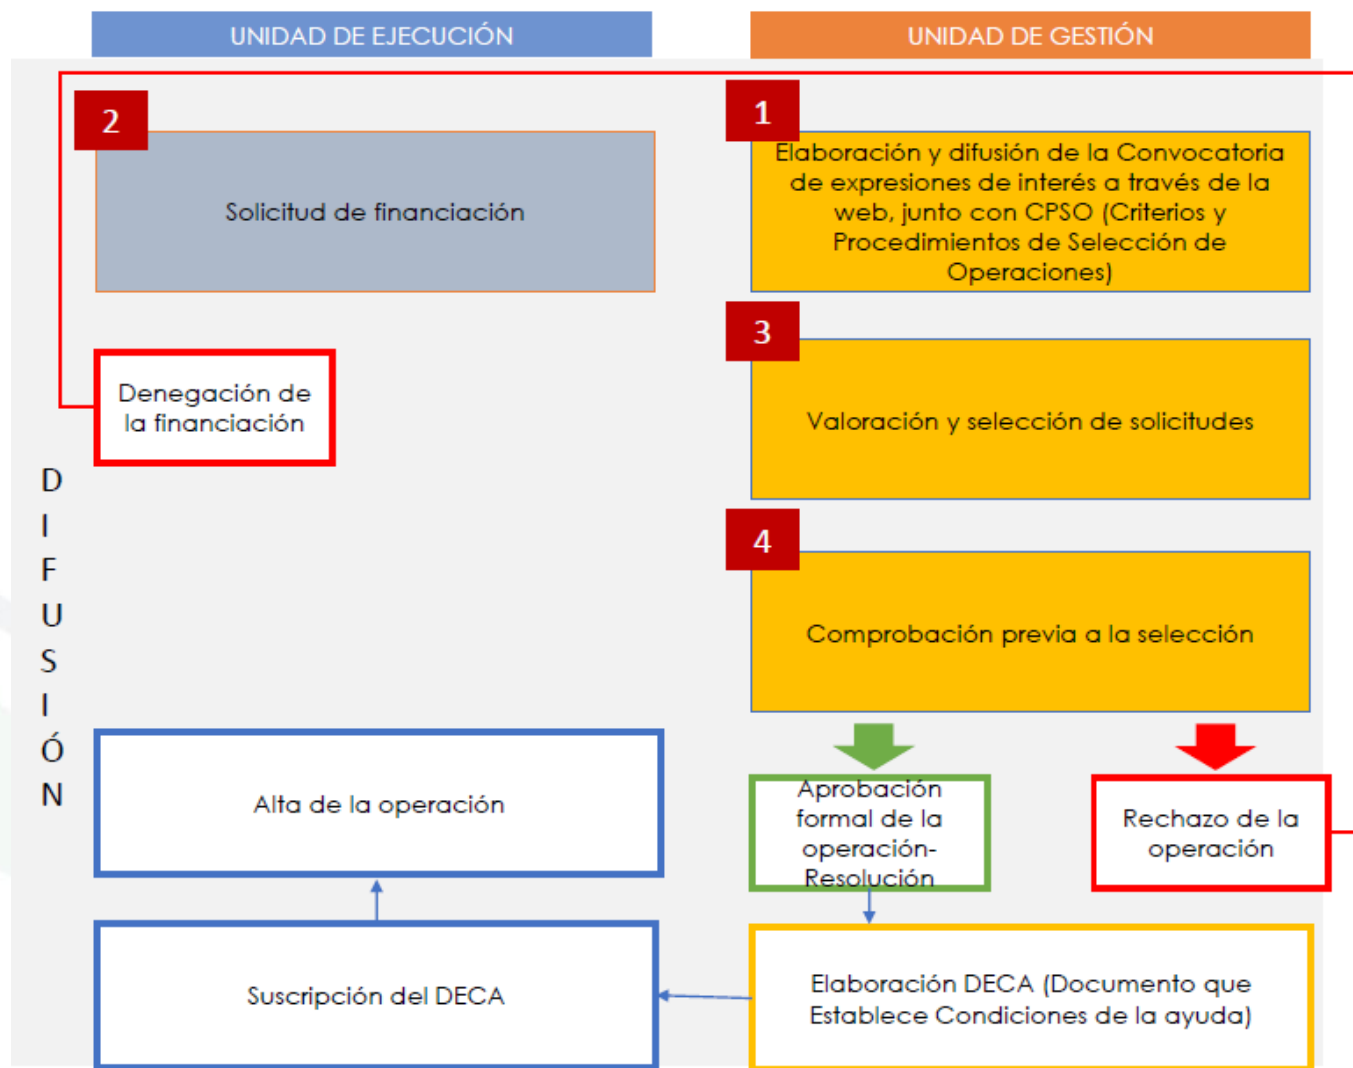 UNIDAD DE EJECUCIÓN
UNIDAD DE GESTIÓN
2
Solicitud de financiación
1
Elaboración y difusión de la Convocatoria
de expresiones de interés a través de la
web, junto con CPSO (Criterios y
Procedimientos de Selección de
Operaciones)
3
Valoración y selección de solicitudes
Denegación de
la financiación
4
Comprobación previa a la selección
D
I
F
U
S
I
Ó
N
Aprobación
formal de la
operación-
Resolución
Rechazo de la
operación
Alta de la operación
Suscripción del DECA
Elaboración DECA (Documento que
Establece Condiciones de la ayuda)